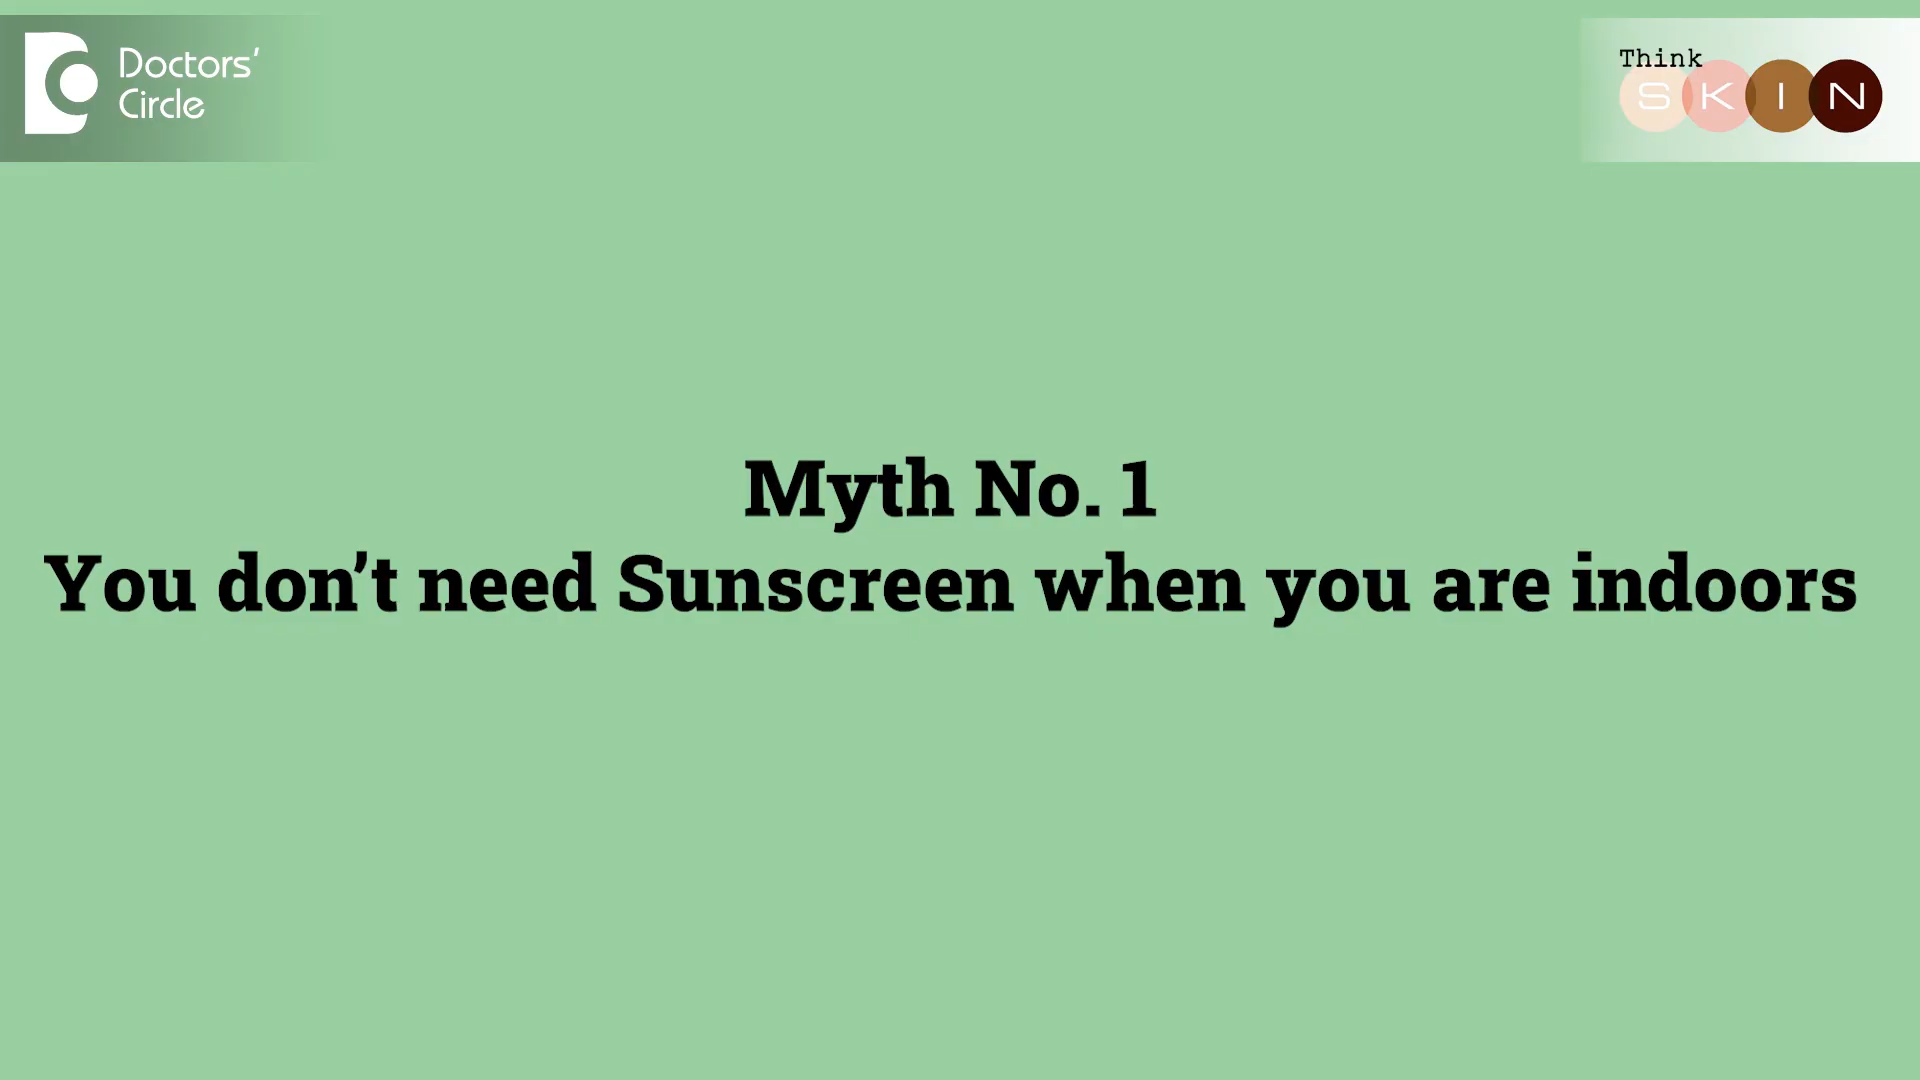 Doctors'
Circle
Think
SKIN
Myth No. 1
You don't need Sunscreen when you are indoors